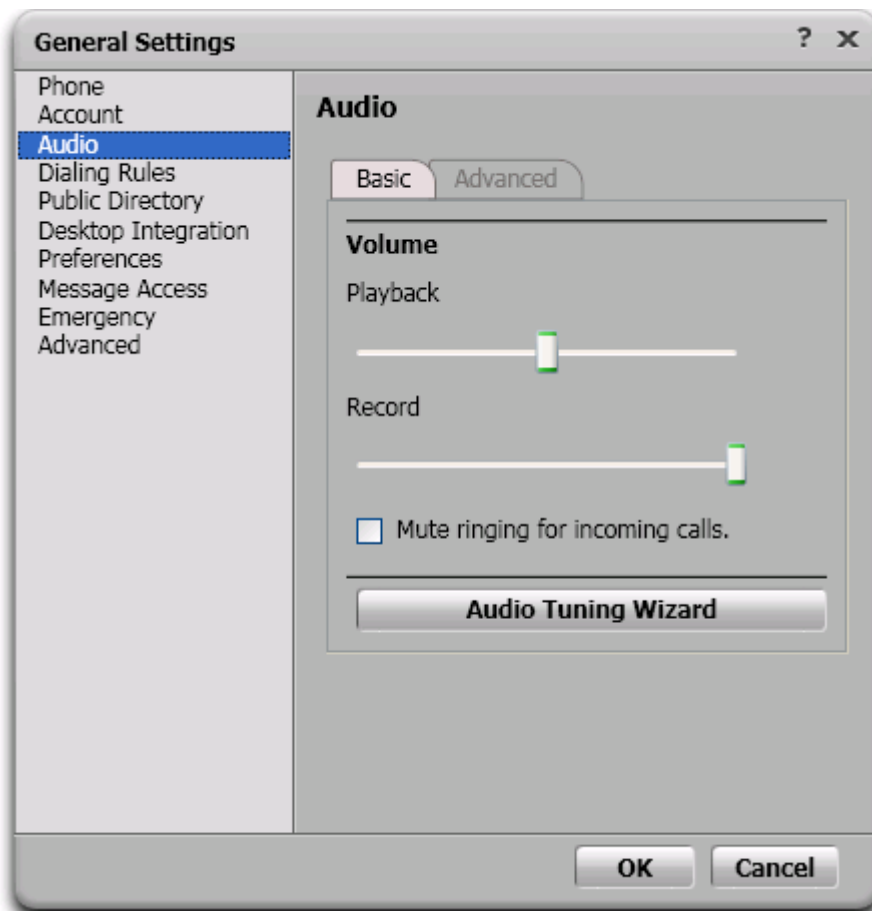 General Settings ? X
Phone
Account
Audio
Dialing Rules
Public Directory
Desktop Integration
Preferences
Message Access
Emergency
Advanced
Audio
Basic Advanced
Volume
Playback
Record
Mute ringing for incoming calls.
Audio Tuning Wizard
OK Cancel